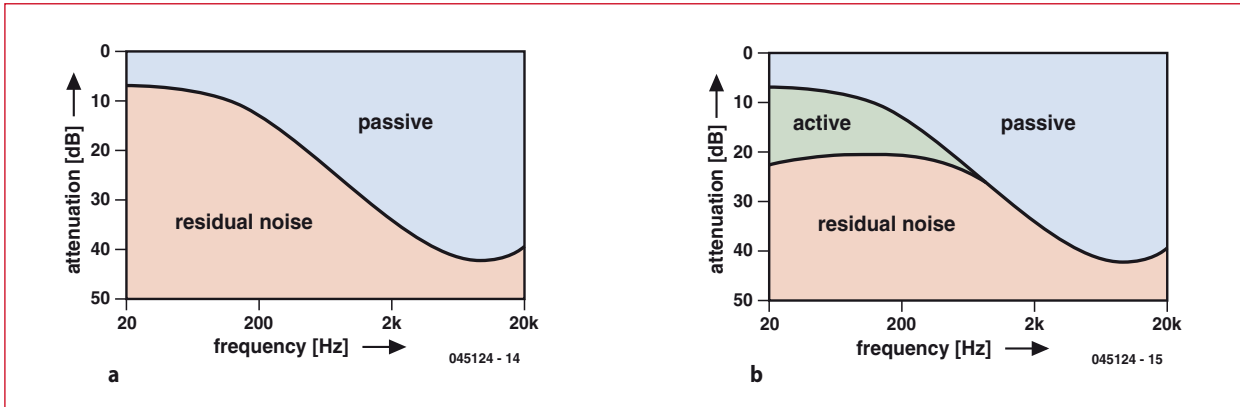 0
10
20
30
40
50
attenuation [dB]
passive
residual noise
20
200
2k
20k
frequency [Hz]
045124 - 14
a
0
10
20
30
40
50
attenuation [dB]
active
passive
residual noise
20
200
2k
20k
frequency [Hz]
045124 - 15
b